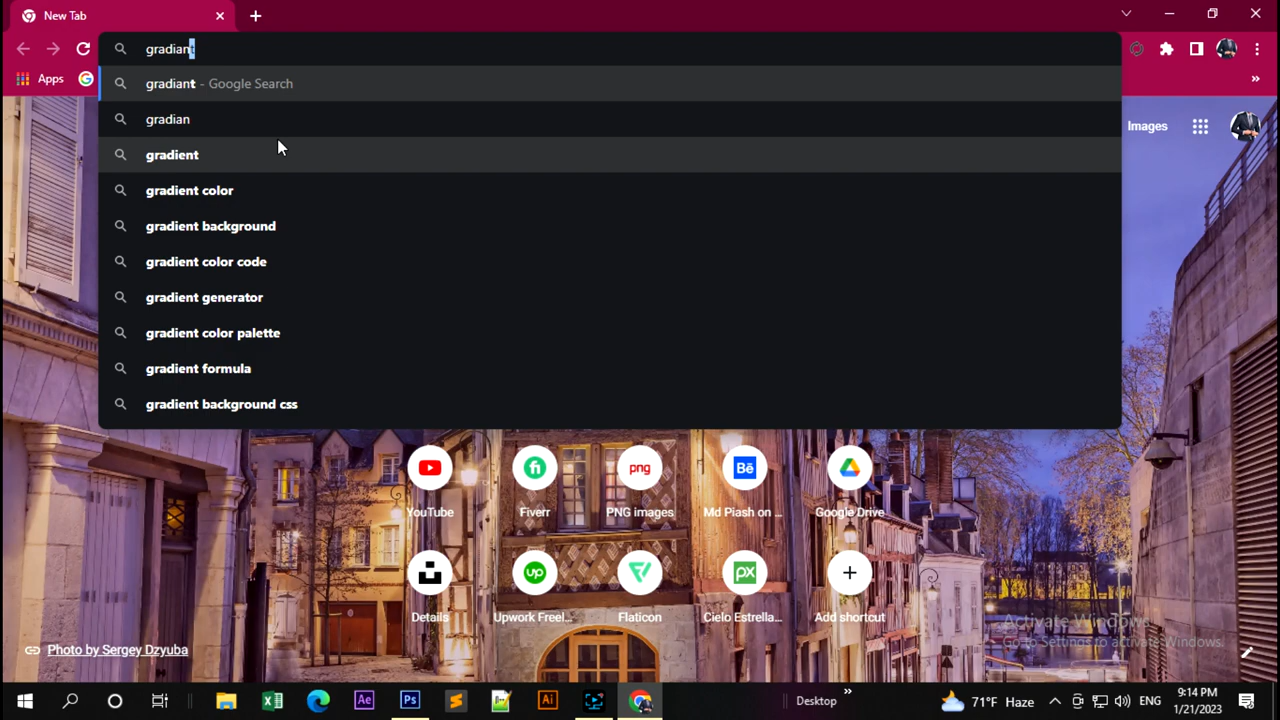 New Tab
gradiant
Apps
gradiant - Google Search
gradian
Images
gradient
gradient color
gradient background
gradient color code
gradient generator
gradient color palette
gradient formula
gradient background css
YouTube
Fiverr
PNG images
Md Piash on ...
Google Drive
Details
Upwork Freel...
Flaticon
Cielo Estrella...
Add shortcut
Activate Windows
Go to Settings to activate Windows.
Photo by Sergey Dzyuba
Desktop
71°F Haze
ENG
9:14 PM
1/21/2023